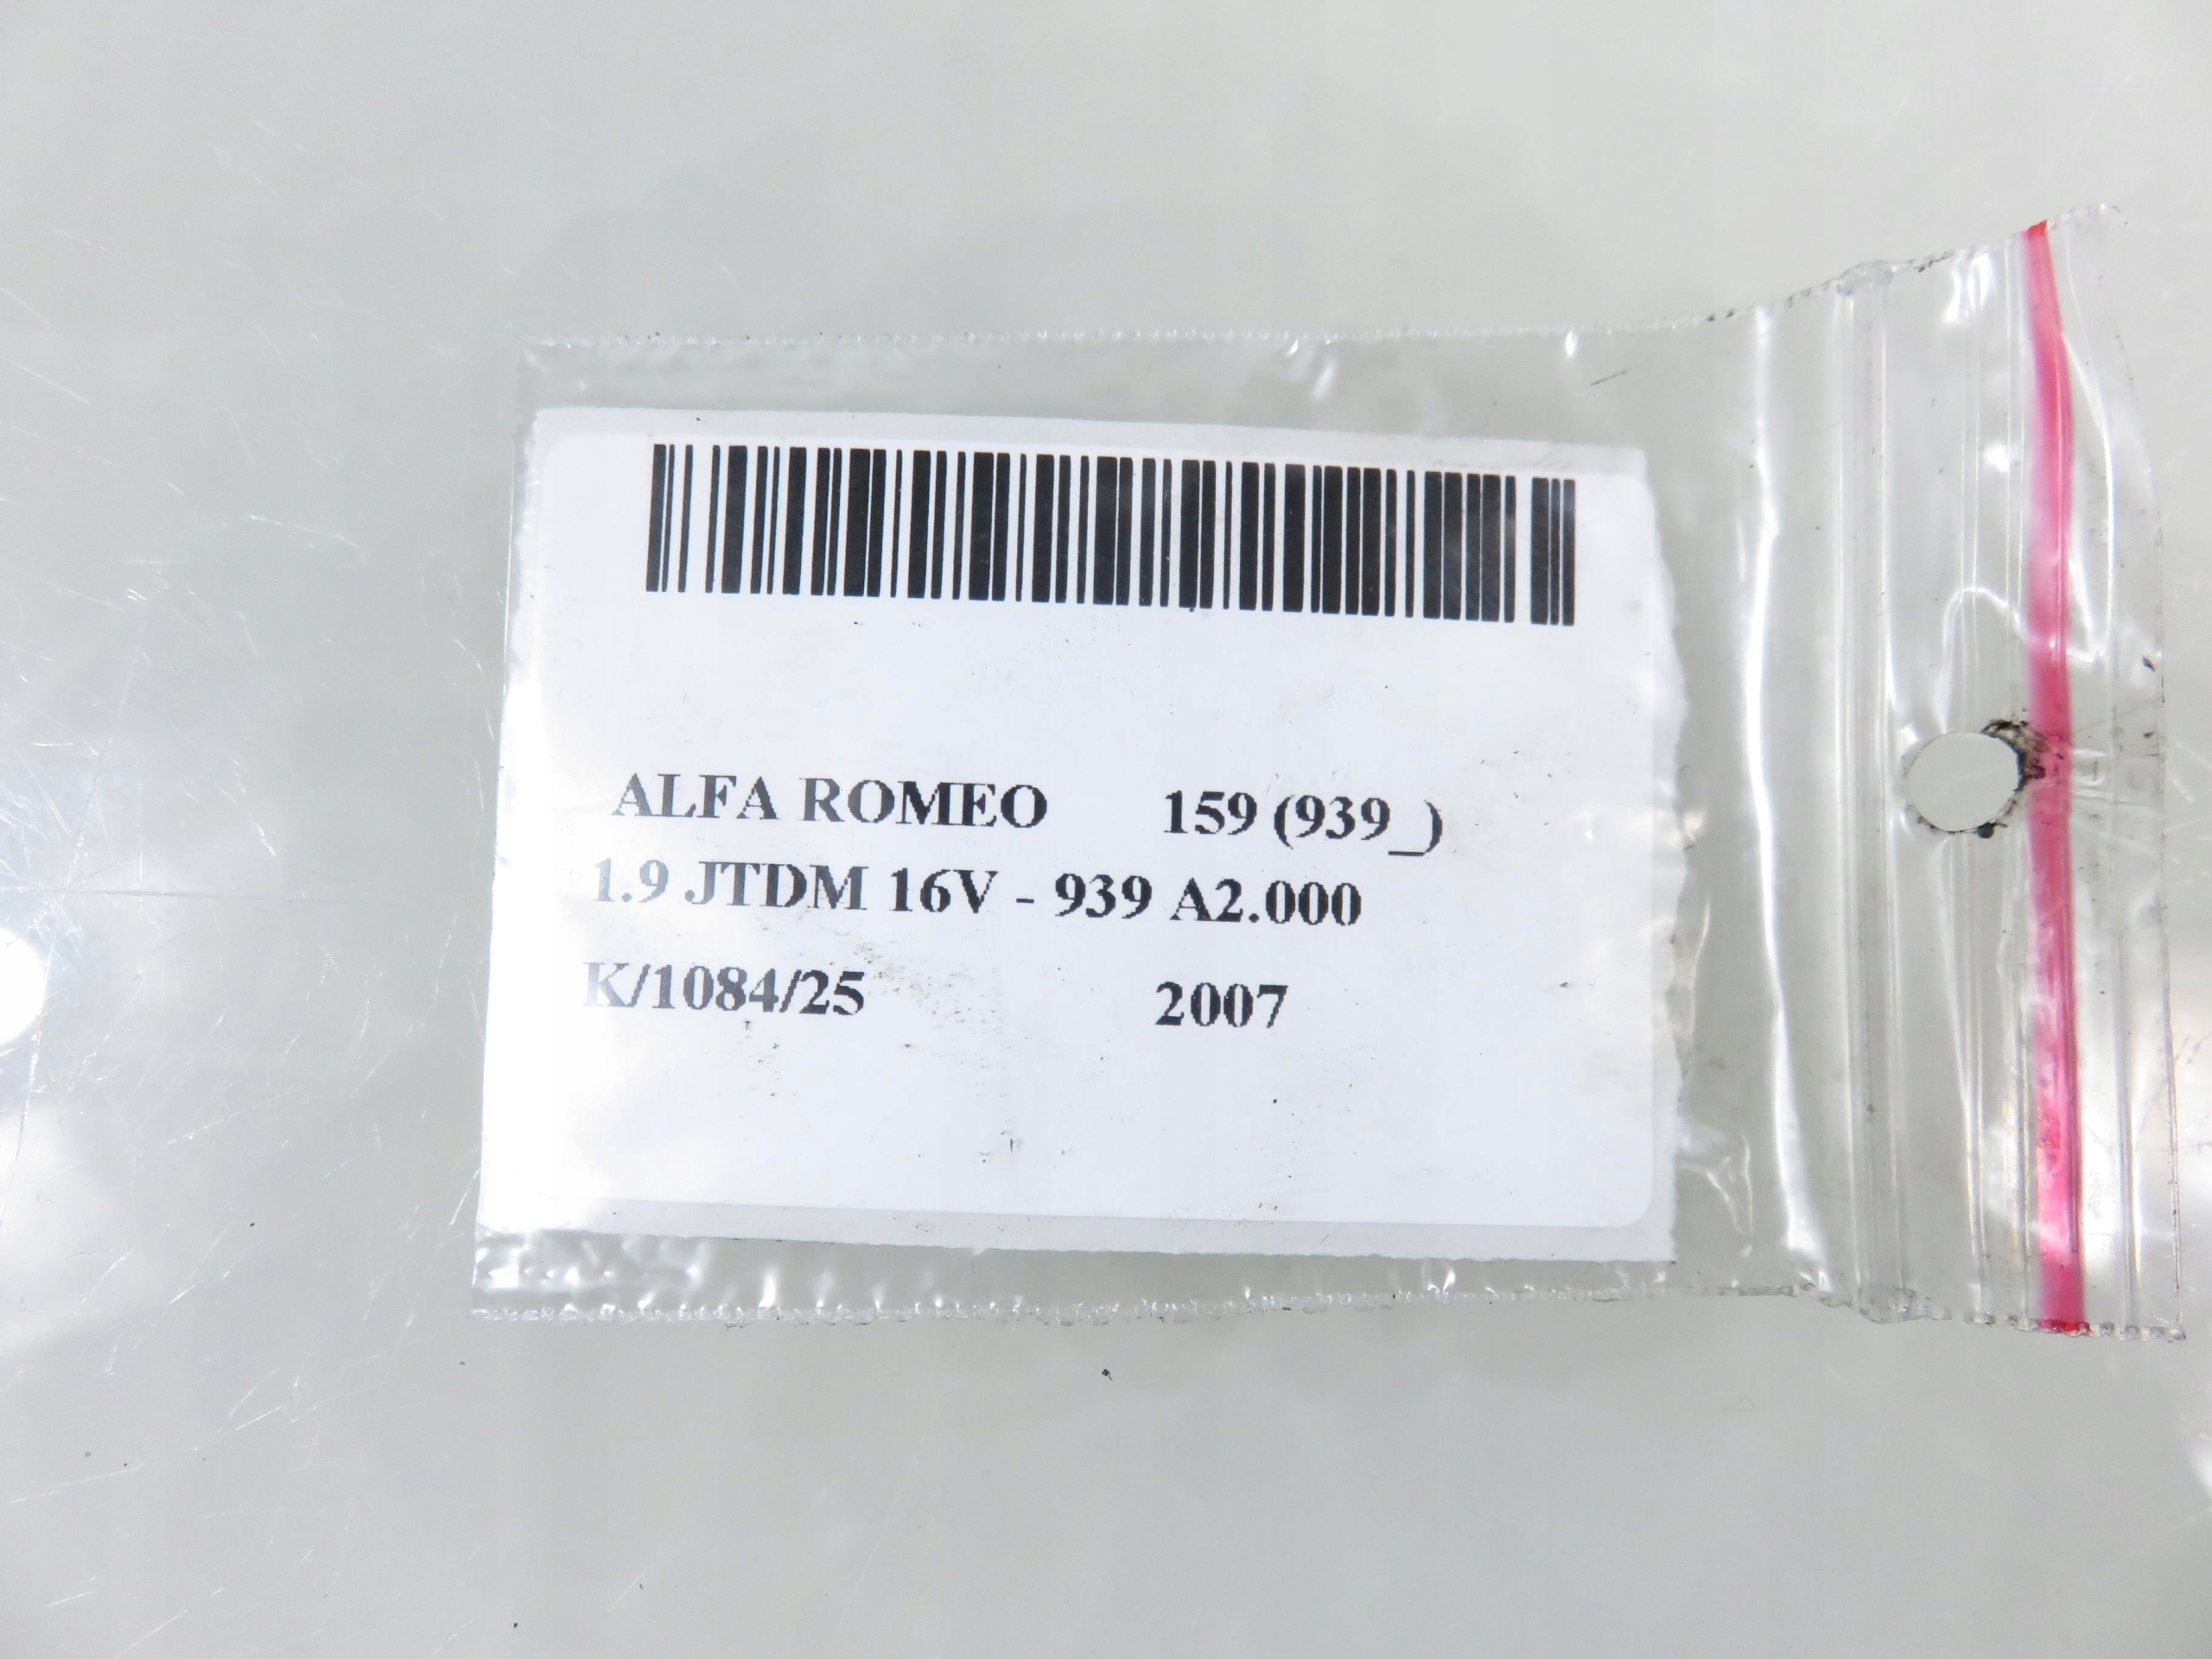 ALFA ROMEO 159 (939_)
1.9 JTDM 16V - 939 A2.000
K/1084/25 2007